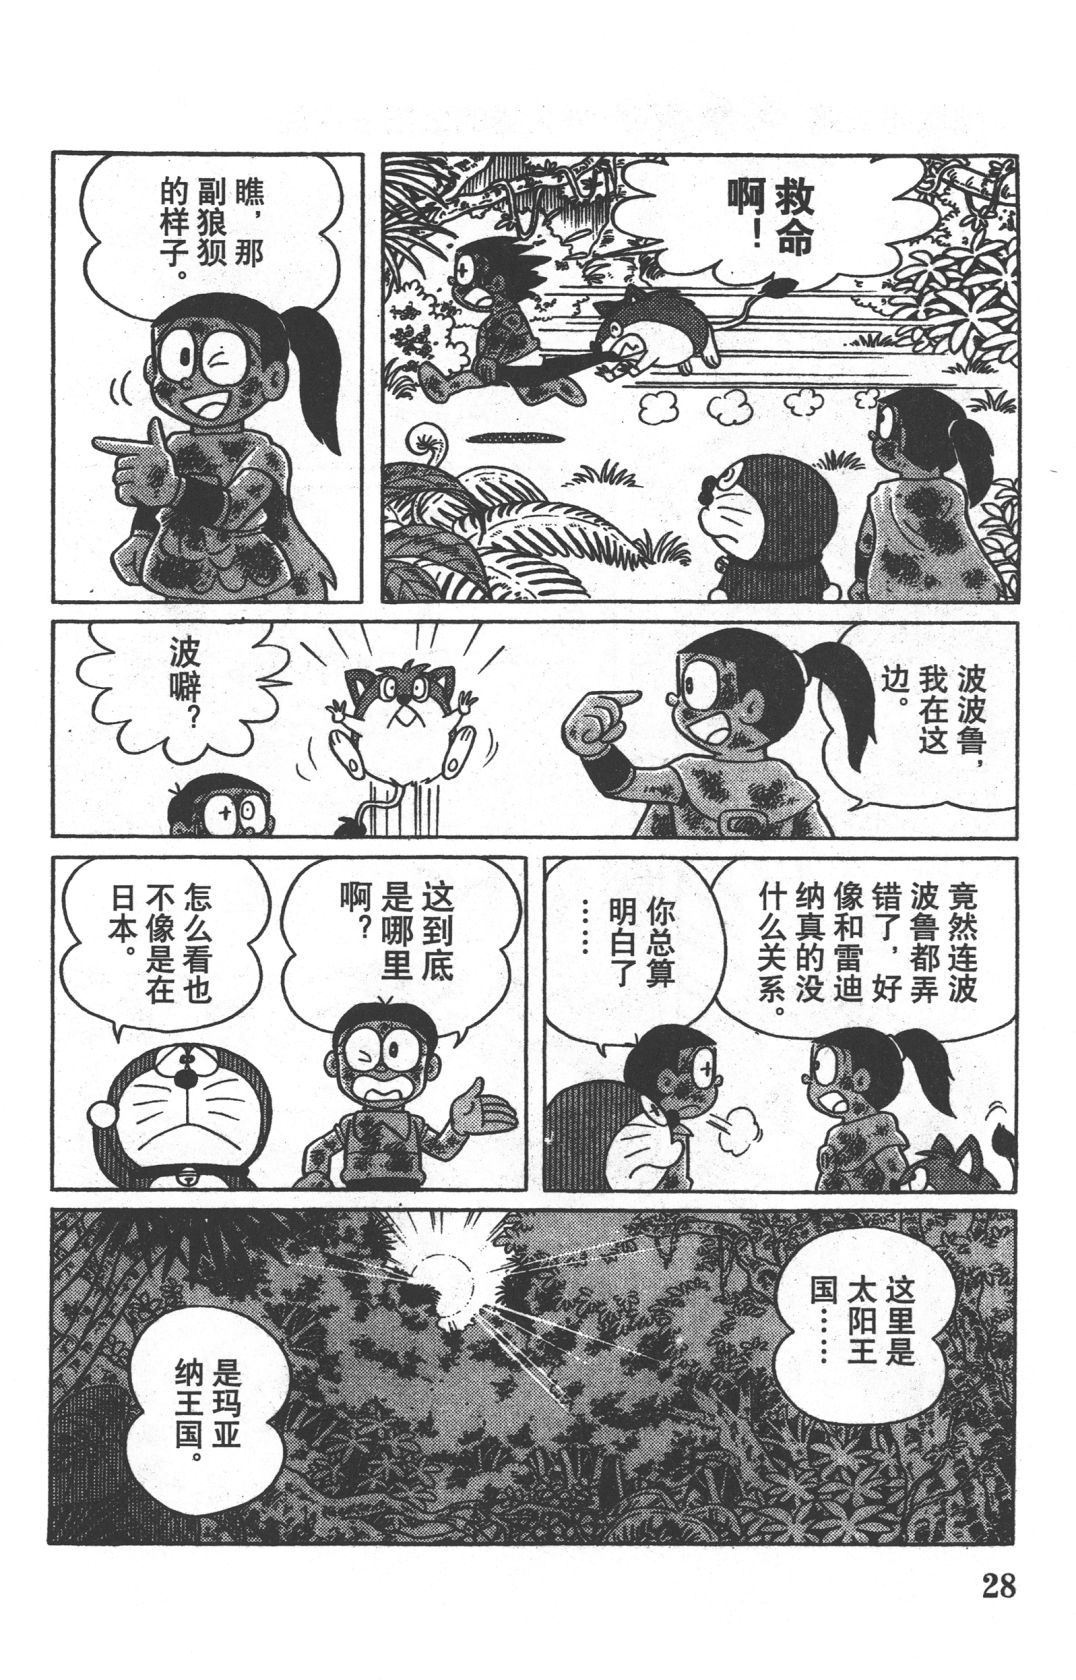 救命
啊！
瞧，那
副狼狈
的样子。
波波鲁，
我在这
边。
波噼？
竟然连波
波鲁都弄
错了，好
像和雷迪
纳真的没
什么关系。
你总算
明白了
……
这到底
是哪里
啊？
怎么看也
不像是在
日本。
这里是
太阳王
国……
是玛亚
纳王国。
28